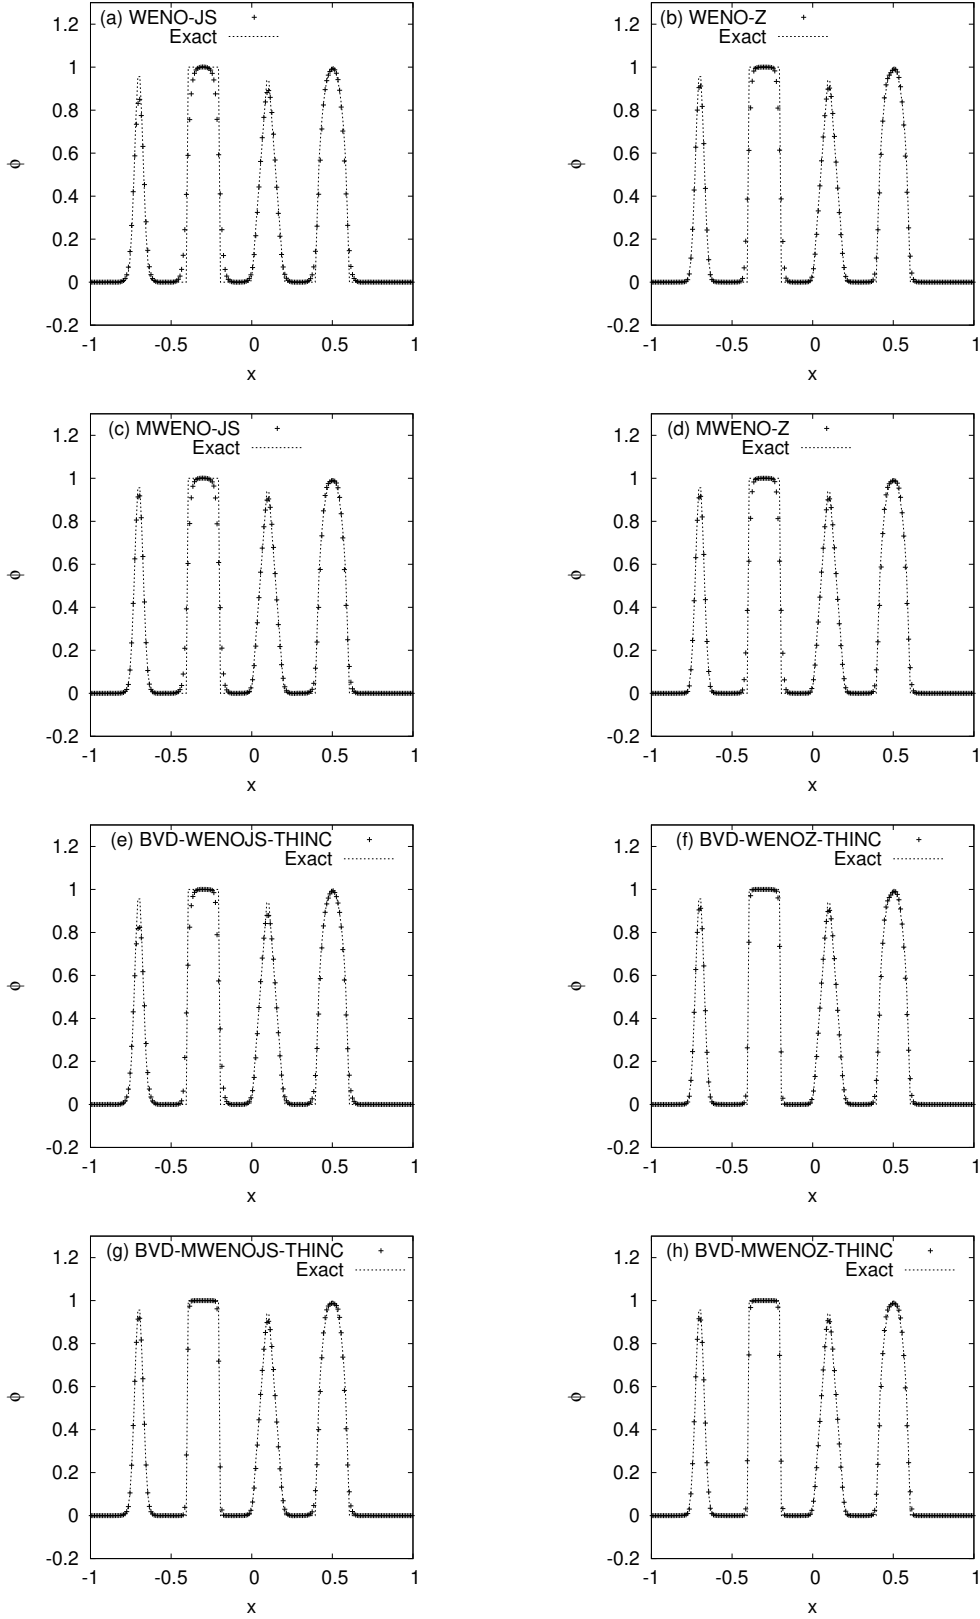 (a) WENO-JS
Exact
1.2
1
0.8
0.6
0.4
0.2
0
-0.2
ϕ
-1 -0.5 0 0.5 1
x
(b) WENO-Z
Exact
1.2
1
0.8
0.6
0.4
0.2
0
-0.2
ϕ
-1 -0.5 0 0.5 1
x
(c) MWENO-JS
Exact
1.2
1
0.8
0.6
0.4
0.2
0
-0.2
ϕ
-1 -0.5 0 0.5 1
x
(d) MWENO-Z
Exact
1.2
1
0.8
0.6
0.4
0.2
0
-0.2
ϕ
-1 -0.5 0 0.5 1
x
(e) BVD-WENOJS-THINC
Exact
1.2
1
0.8
0.6
0.4
0.2
0
-0.2
ϕ
-1 -0.5 0 0.5 1
x
(f) BVD-WENOZ-THINC
Exact
1.2
1
0.8
0.6
0.4
0.2
0
-0.2
ϕ
-1 -0.5 0 0.5 1
x
(g) BVD-MWENOJS-THINC
Exact
1.2
1
0.8
0.6
0.4
0.2
0
-0.2
ϕ
-1 -0.5 0 0.5 1
x
(h) BVD-MWENOZ-THINC
Exact
1.2
1
0.8
0.6
0.4
0.2
0
-0.2
ϕ
-1 -0.5 0 0.5 1
x